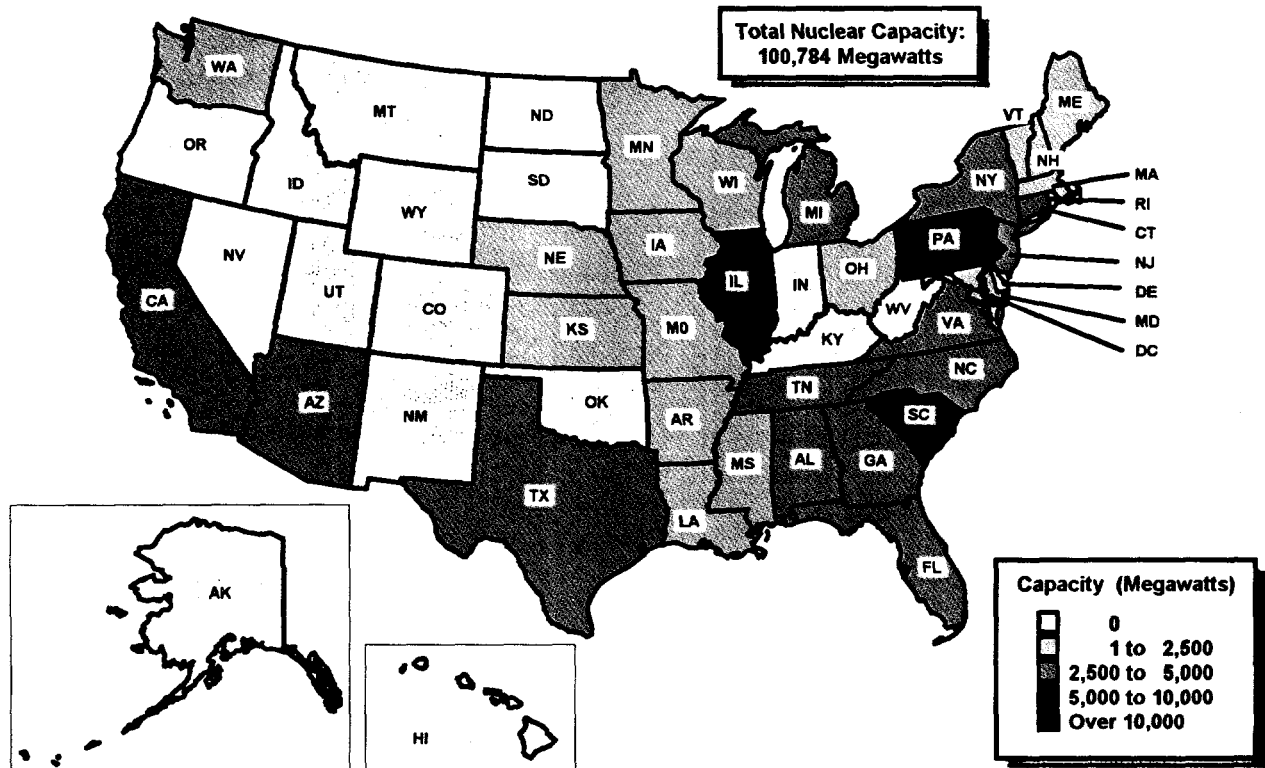 Total Nuclear Capacity:
100,784 Megawatts
WA
MT
ND
MN
VT
ME
OR
ID
SD
WI
NH
MA
WY
MI
NY
RI
NV
NE
IA
PA
CT
UT
CO
IL
IN
OH
NJ
CA
KS
M0
WV
VA
DE
MD
DC
KY
AZ
NM
OK
TN
NC
AR
SC
TX
MS
AL
GA
LA
FL
AK
HI
Capacity (Megawatts)
0
1 to 2,500
2,500 to 5,000
5,000 to 10,000
Over 10,000